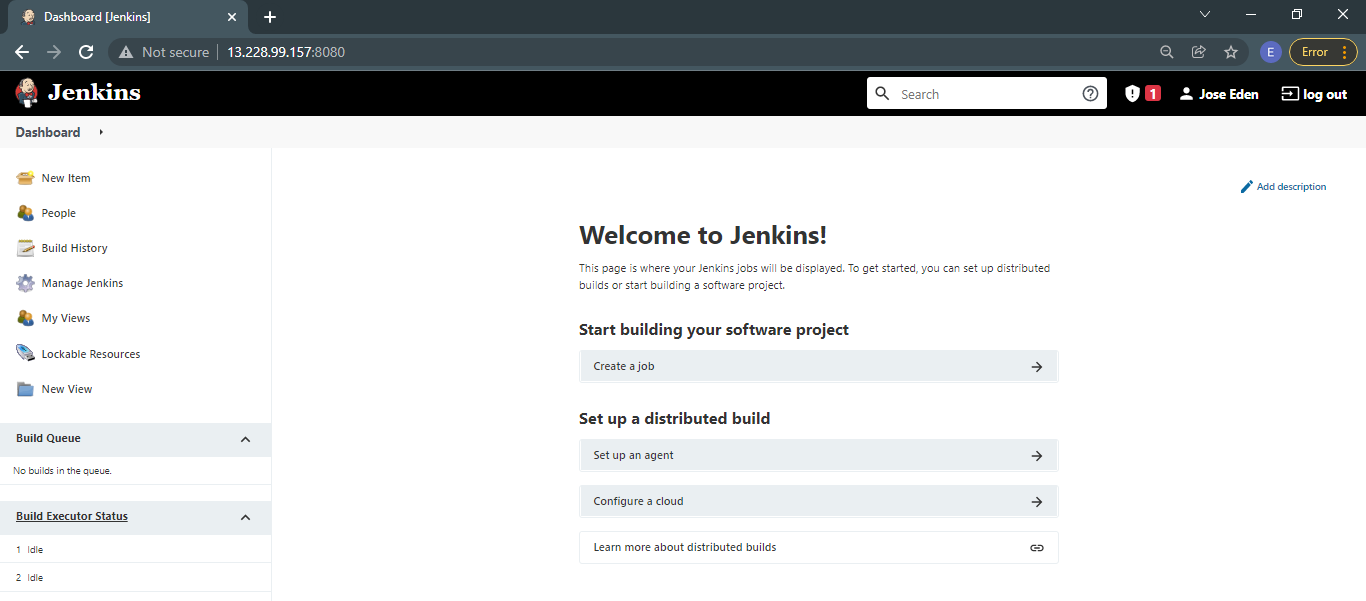 Dashboard [Jenkins]
Not secure 13.228.99.157:8080
E
Error
Jenkins
Search
1
Jose Eden
log out
Dashboard
New Item
People
Build History
Manage Jenkins
My Views
Lockable Resources
New View
Build Queue
No builds in the queue.
Build Executor Status
1 Idle
2 Idle
Add description
Welcome to Jenkins!
This page is where your Jenkins jobs will be displayed. To get started, you can set up distributed
builds or start building a software project.
Start building your software project
Create a job
Set up a distributed build
Set up an agent
Configure a cloud
Learn more about distributed builds